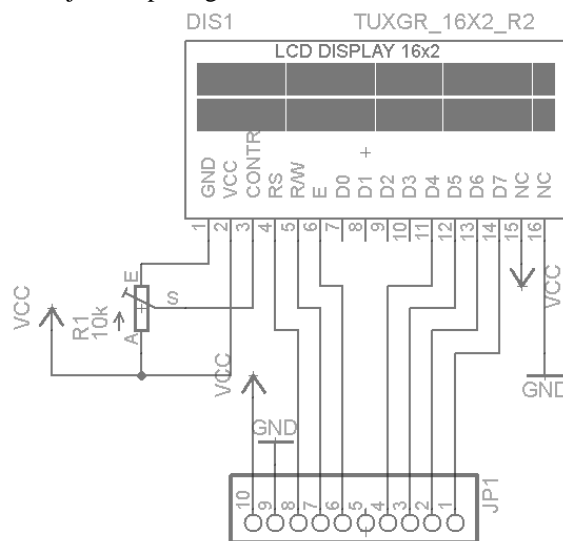 DIS1 TUXGR_16X2_R2
LCD DISPLAY 16x2
GND VCC CONTR RS R/W E D0 D1 D2 D3 D4 D5 D6 D7 NC NC
1 2 3 4 5 6 7 8 9 10 11 12 13 14 15 16
E
S
A
VCC
R1
10k
VCC
VCC
GND
GND
10 9 8 7 6 5 4 3 2 1
JP1